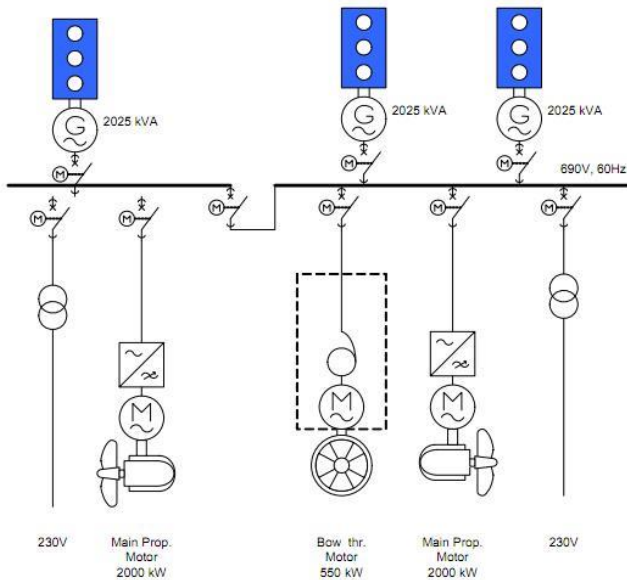 G
2025 kVA
G
2025 kVA
G
2025 kVA
M
M
M
690V, 60Hz
M
M
M
M
M
M
M
M
M
230V
Main Prop.
Motor
2000 kW
Bow thr.
Motor
550 kW
Main Prop.
Motor
2000 kW
230V